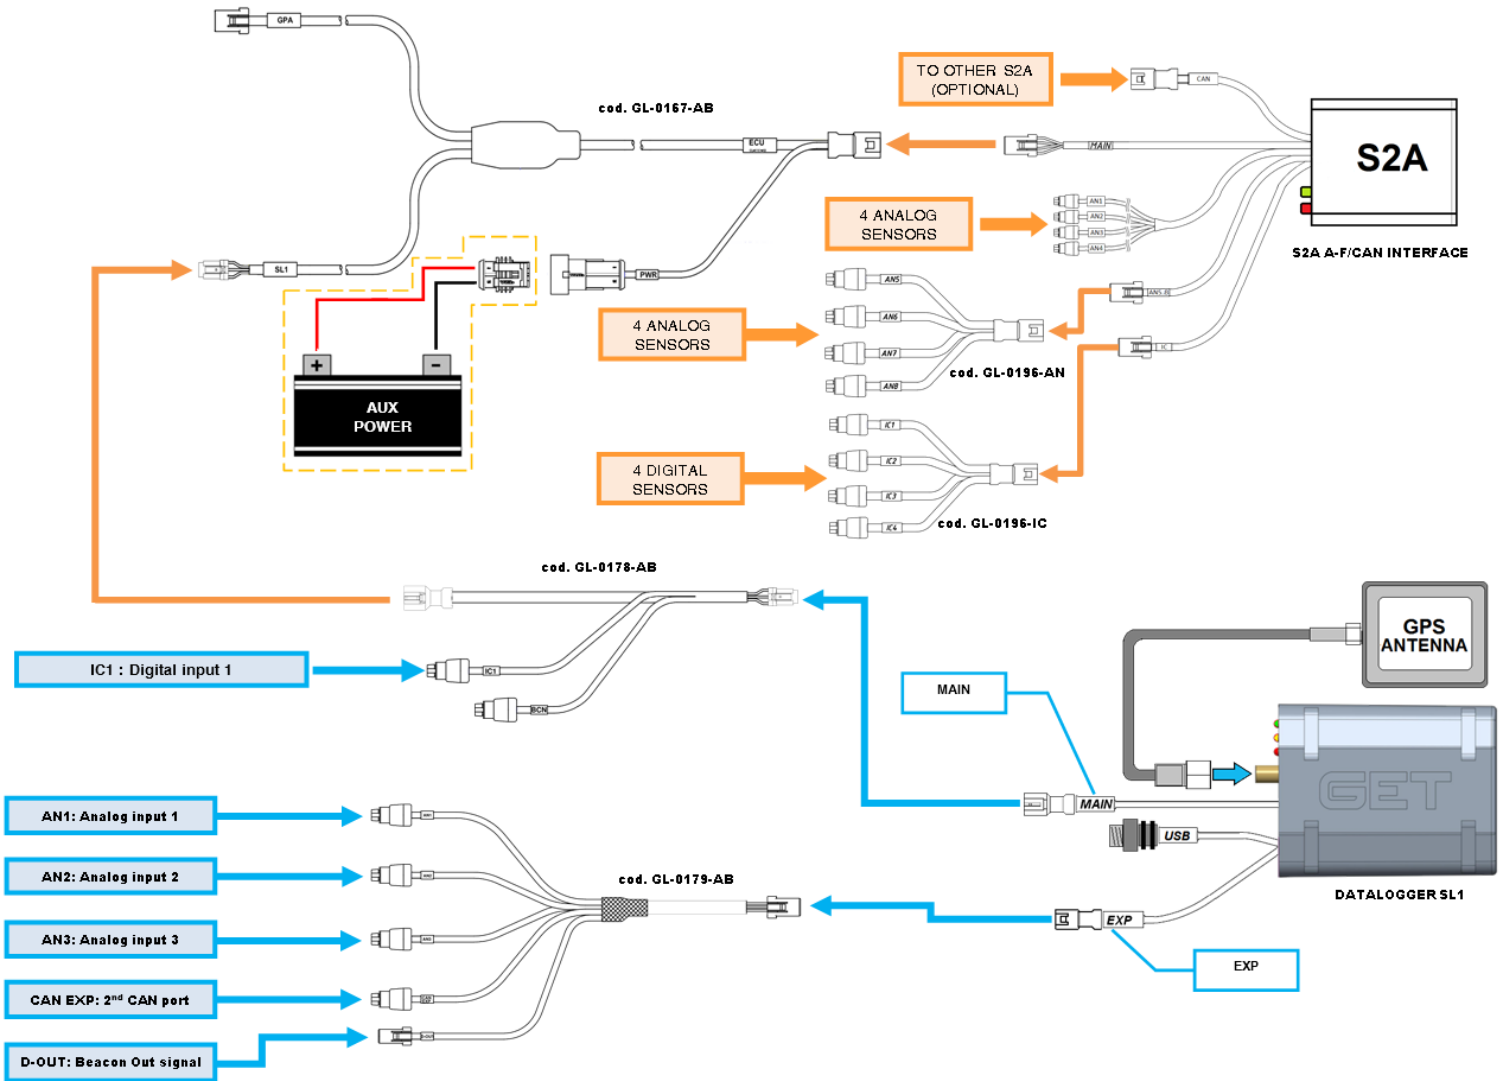 GPA
cod. GL-0167-AB
TO OTHER S2A
(OPTIONAL)
CAN
ECU
MAIN
S2A
4 ANALOG
SENSORS
AN1
AN2
AN3
AN4
S2A A-F/CAN INTERFACE
SL1
PWR
AN5
AN6
AN7
AN8
4 ANALOG
SENSORS
IC
cod. GL-0196-AN
+
-
AUX
POWER
IC1
IC2
IC3
IC4
4 DIGITAL
SENSORS
cod. GL-0196-IC
cod. GL-0178-AB
GPS
ANTENNA
IC1 : Digital input 1
IC1
BCN
MAIN
GET
MAIN
USB
AN1: Analog input 1
AN2: Analog input 2
cod. GL-0179-AB
DATALOGGER SL1
EXP
AN3: Analog input 3
EXP
CAN EXP: 2nd CAN port
D-OUT: Beacon Out signal